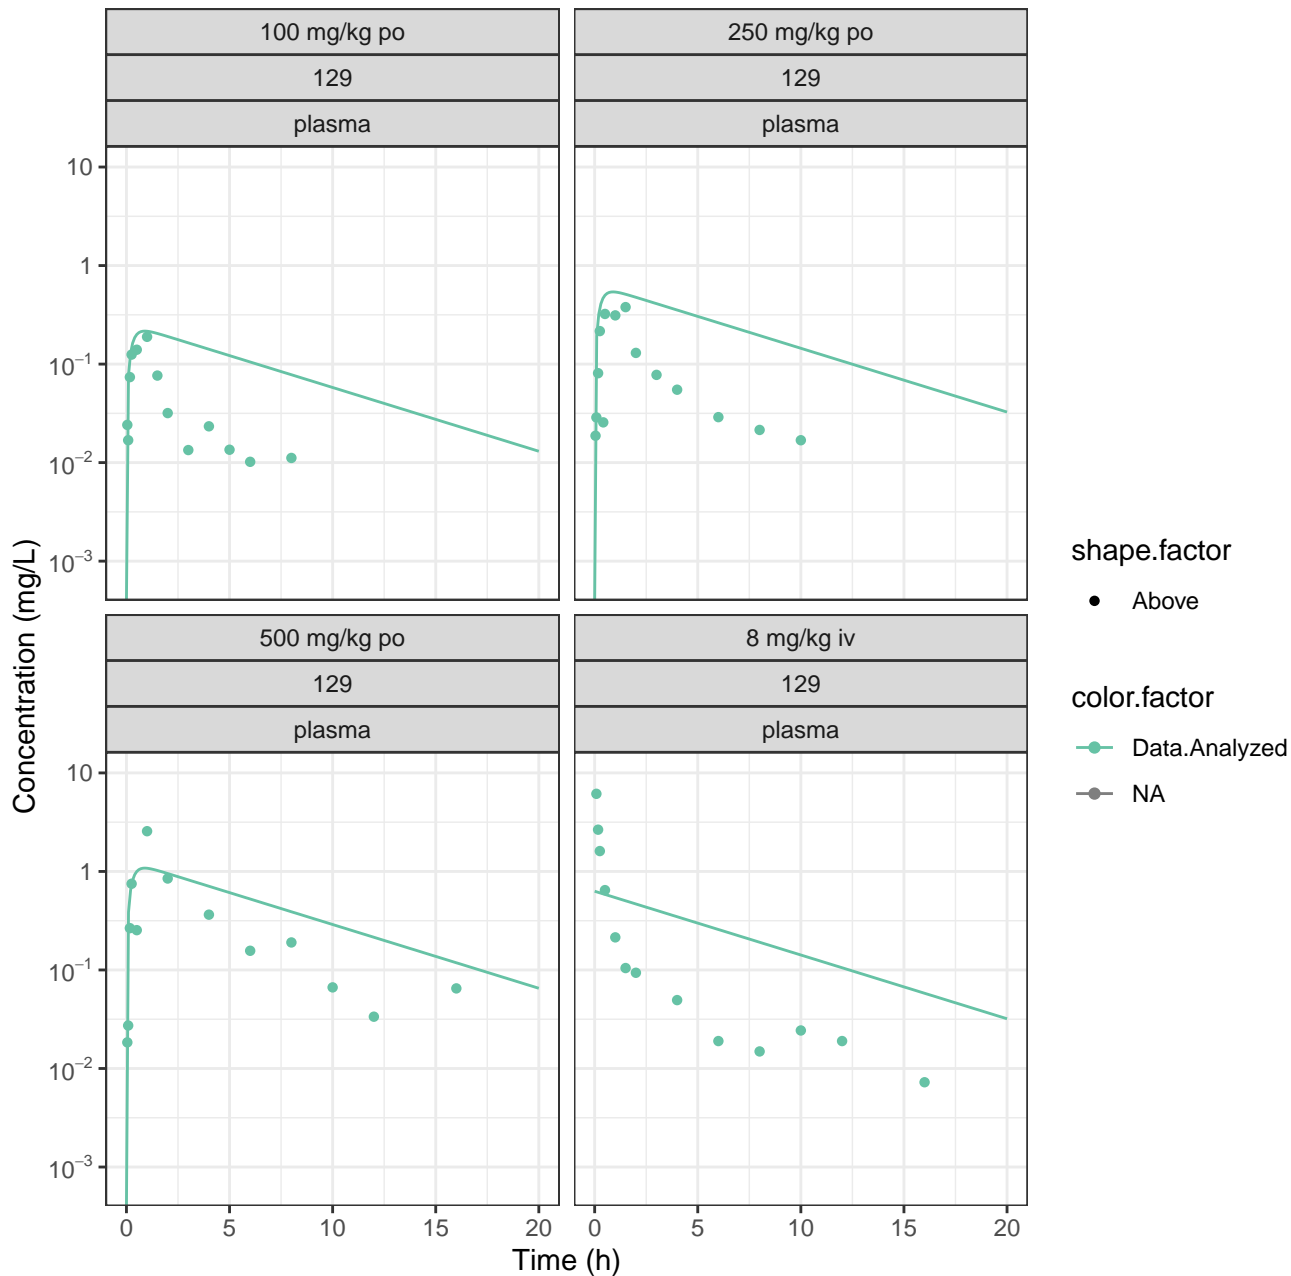 100 mg/kg po
129
plasma
250 mg/kg po
129
plasma
10
1
10⁻¹
10⁻²
10⁻³
500 mg/kg po
129
plasma
8 mg/kg iv
129
plasma
10
1
10⁻¹
10⁻²
10⁻³
0 5 10 15 20
0 5 10 15 20
Time (h)
Concentration (mg/L)
shape.factor
Above
color.factor
Data.Analyzed
NA